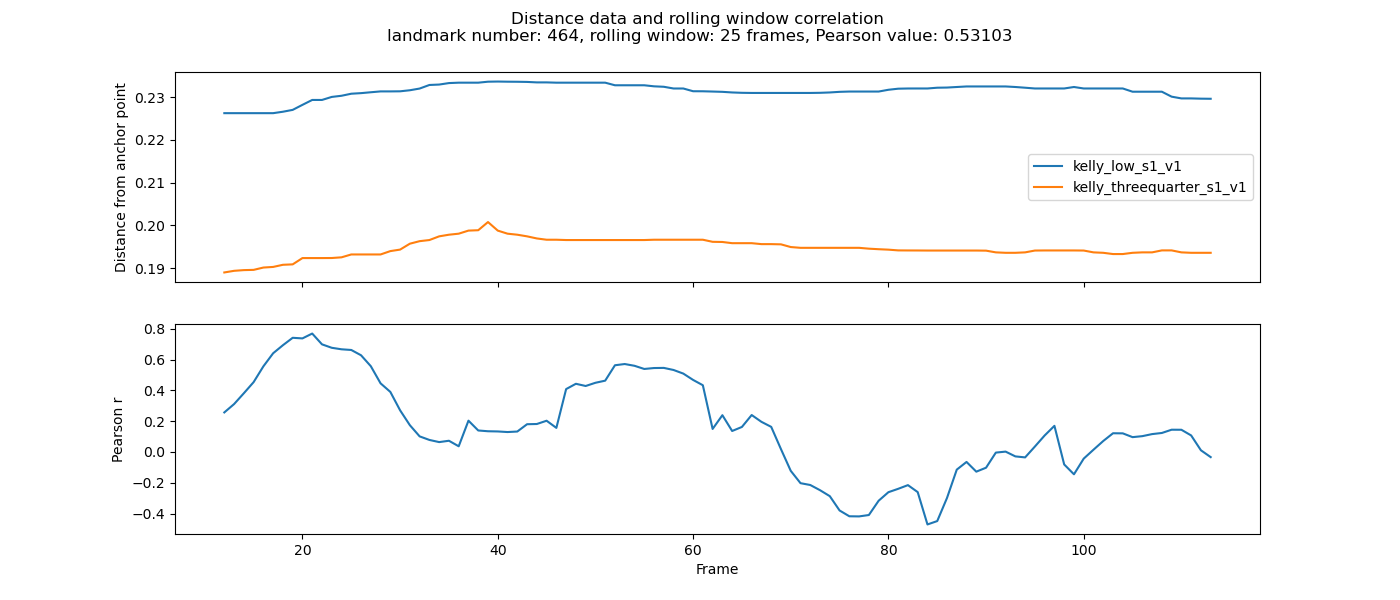 Distance data and rolling window correlation
landmark number: 464, rolling window: 25 frames, Pearson value: 0.53103
Distance from anchor point
0.23
0.22
0.21
0.20
0.19
kelly_low_s1_v1
kelly_threequarter_s1_v1
Pearson r
0.8
0.6
0.4
0.2
0.0
−0.2
−0.4
20 40 60 80 100
Frame